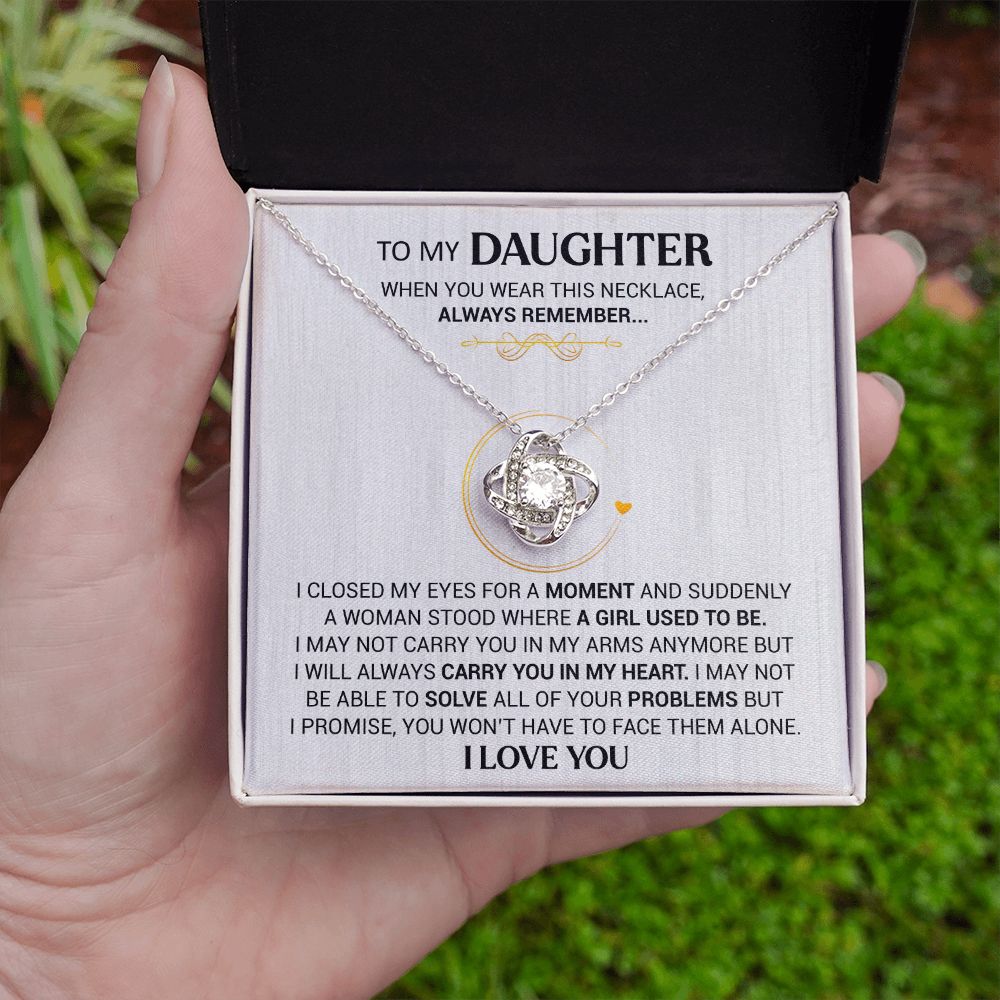 TO MY DAUGHTER
WHEN YOU WEAR THIS NECKLACE,
ALWAYS REMEMBER...
I CLOSED MY EYES FOR A MOMENT AND SUDDENLY
A WOMAN STOOD WHERE A GIRL USED TO BE.
I MAY NOT CARRY YOU IN MY ARMS ANYMORE BUT
I WILL ALWAYS CARRY YOU IN MY HEART. I MAY NOT
BE ABLE TO SOLVE ALL OF YOUR PROBLEMS BUT
I PROMISE, YOU WON'T HAVE TO FACE THEM ALONE.
I LOVE YOU